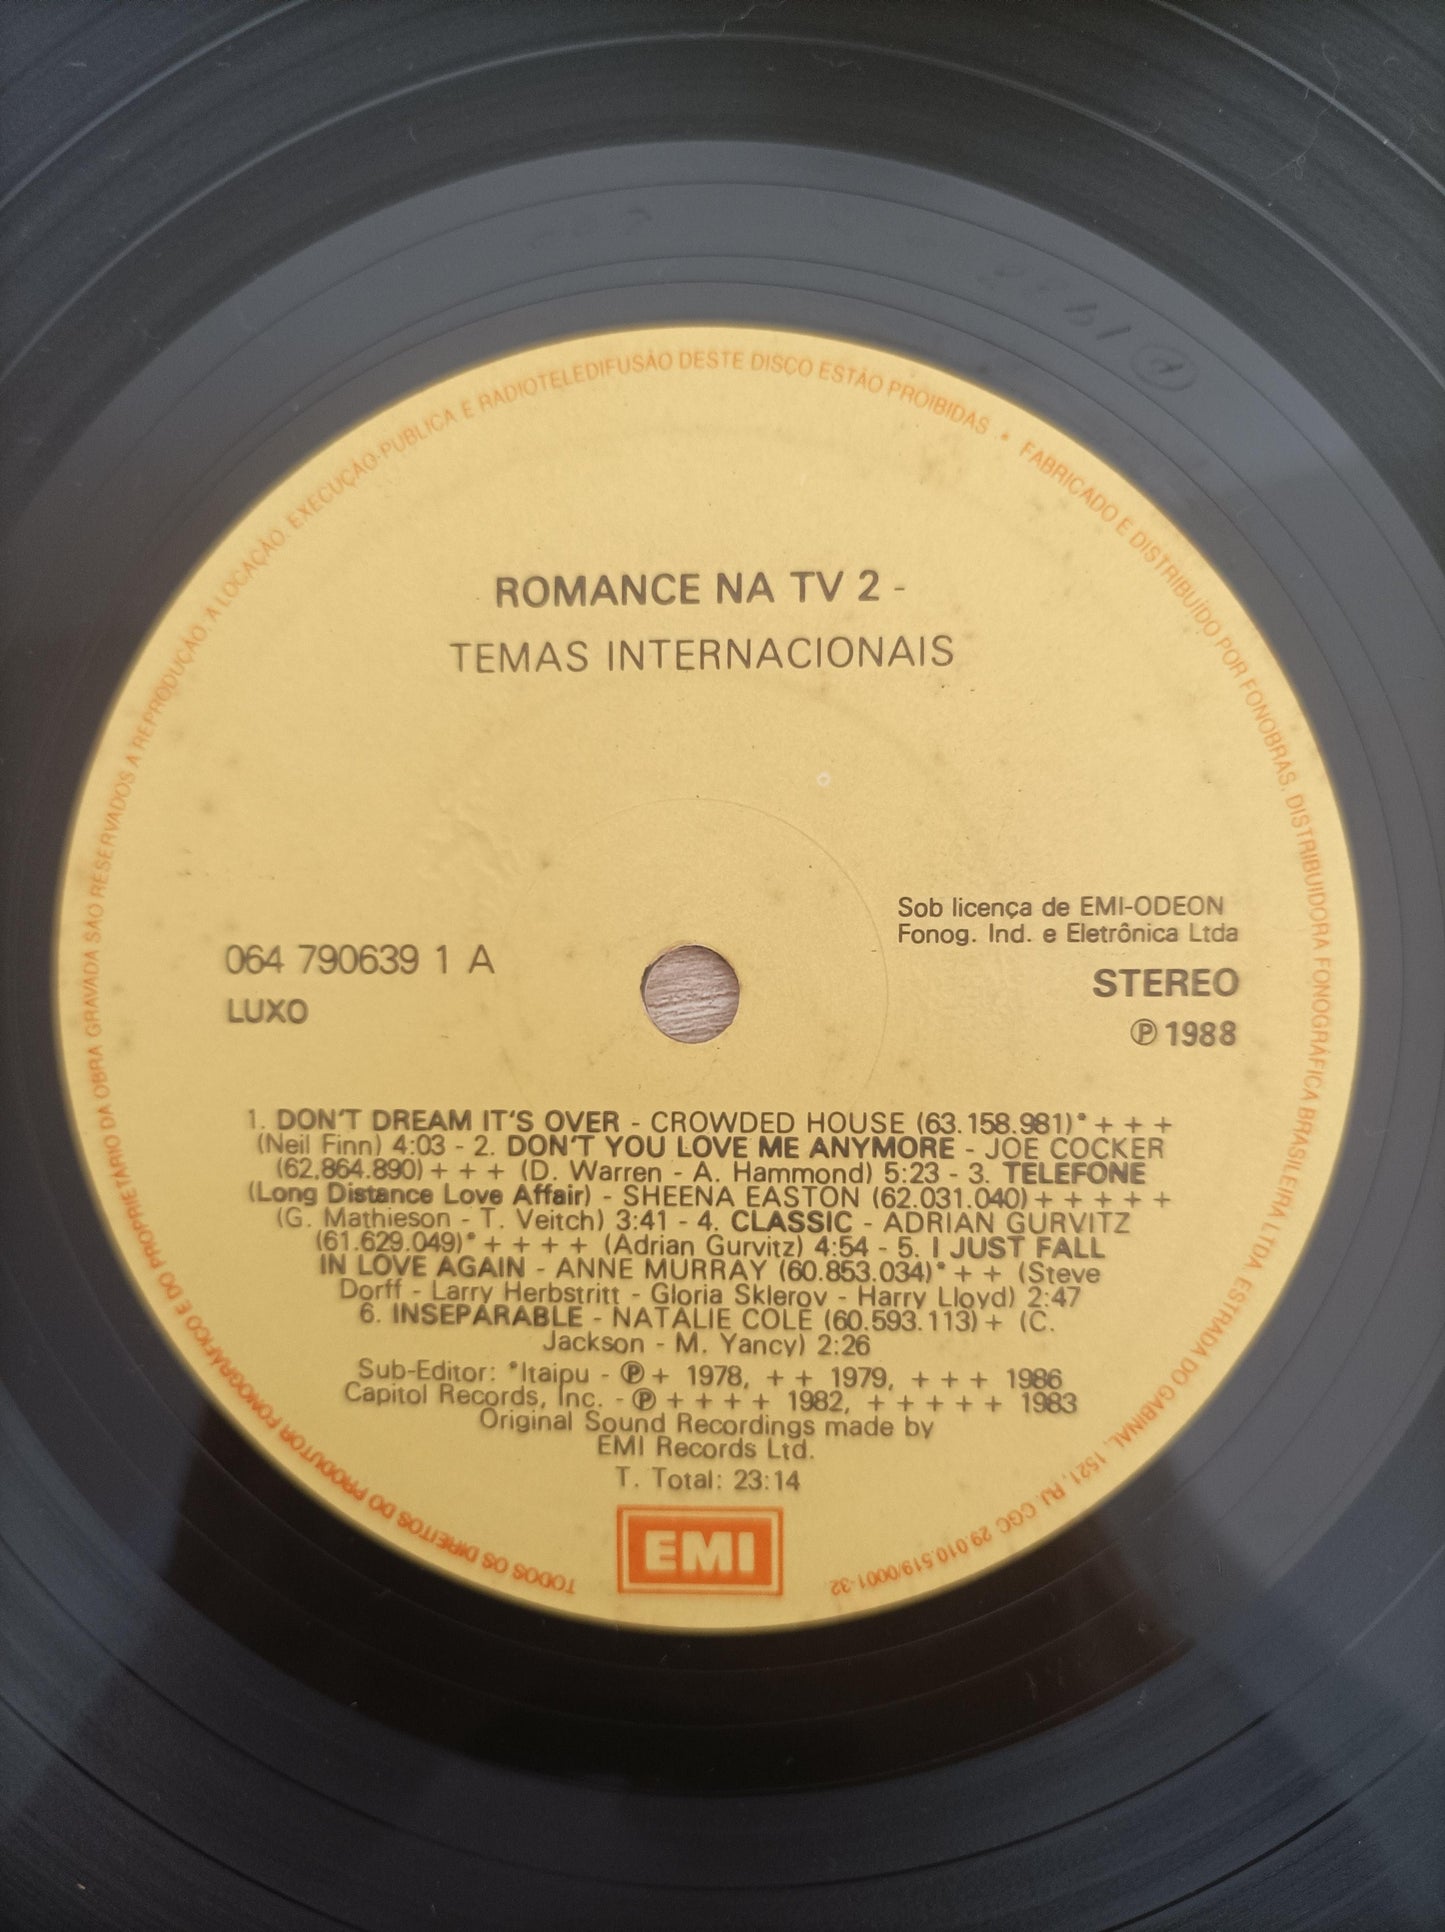 TODOS OS DIREITOS DO PRODUTOR FONOGRÁFICO E DO PROPRIETÁRIO DA OBRA GRAVADA SÃO RESERVADOS A REPRODUÇÃO, A LOCAÇÃO, EXECUÇÃO-PUBLICA E RADIOTELEDIFUSÃO DESTE DISCO ESTÃO PROIBIDAS • FABRICADO E DISTRIBUIDO POR FONOBRAS, DISTRIBUIDORA FONOGRÁFICA BRASILEIRA LTDA ESTRADA DO GABINAL, 1521, RJ. CGC 29.010.519/0001-32
ROMANCE NA TV 2 -
TEMAS INTERNACIONAIS
Sob licença de EMI-ODEON
Fonog. Ind. e Eletrônica Ltda
064 790639 1 A
STEREO
LUXO
℗ 1988
1. DON'T DREAM IT'S OVER - CROWDED HOUSE (63.158.981)* + + +
(Neil Finn) 4:03 - 2. DON'T YOU LOVE ME ANYMORE - JOE COCKER
(62.864.890) + + + (D. Warren - A. Hammond) 5:23 - 3. TELEFONE
(Long Distance Love Affair) - SHEENA EASTON (62.031.040) + + + + +
(G. Mathieson - T. Veitch) 3:41 - 4. CLASSIC - ADRIAN GURVITZ
(61.629.049)* + + + + (Adrian Gurvitz) 4:54 - 5. I JUST FALL
IN LOVE AGAIN - ANNE MURRAY (60.853.034)* + + (Steve
Dorff - Larry Herbstritt - Gloria Sklerov - Harry Lloyd) 2:47
6. INSEPARABLE - NATALIE COLE (60.593.113) + (C.
Jackson - M. Yancy) 2:26
Sub-Editor: *Itaipu - ℗ + 1978, + + 1979, + + + 1986
Capitol Records, Inc. - ℗ + + + + 1982, + + + + + 1983
Original Sound Recordings made by
EMI Records Ltd.
T. Total: 23:14
EMI